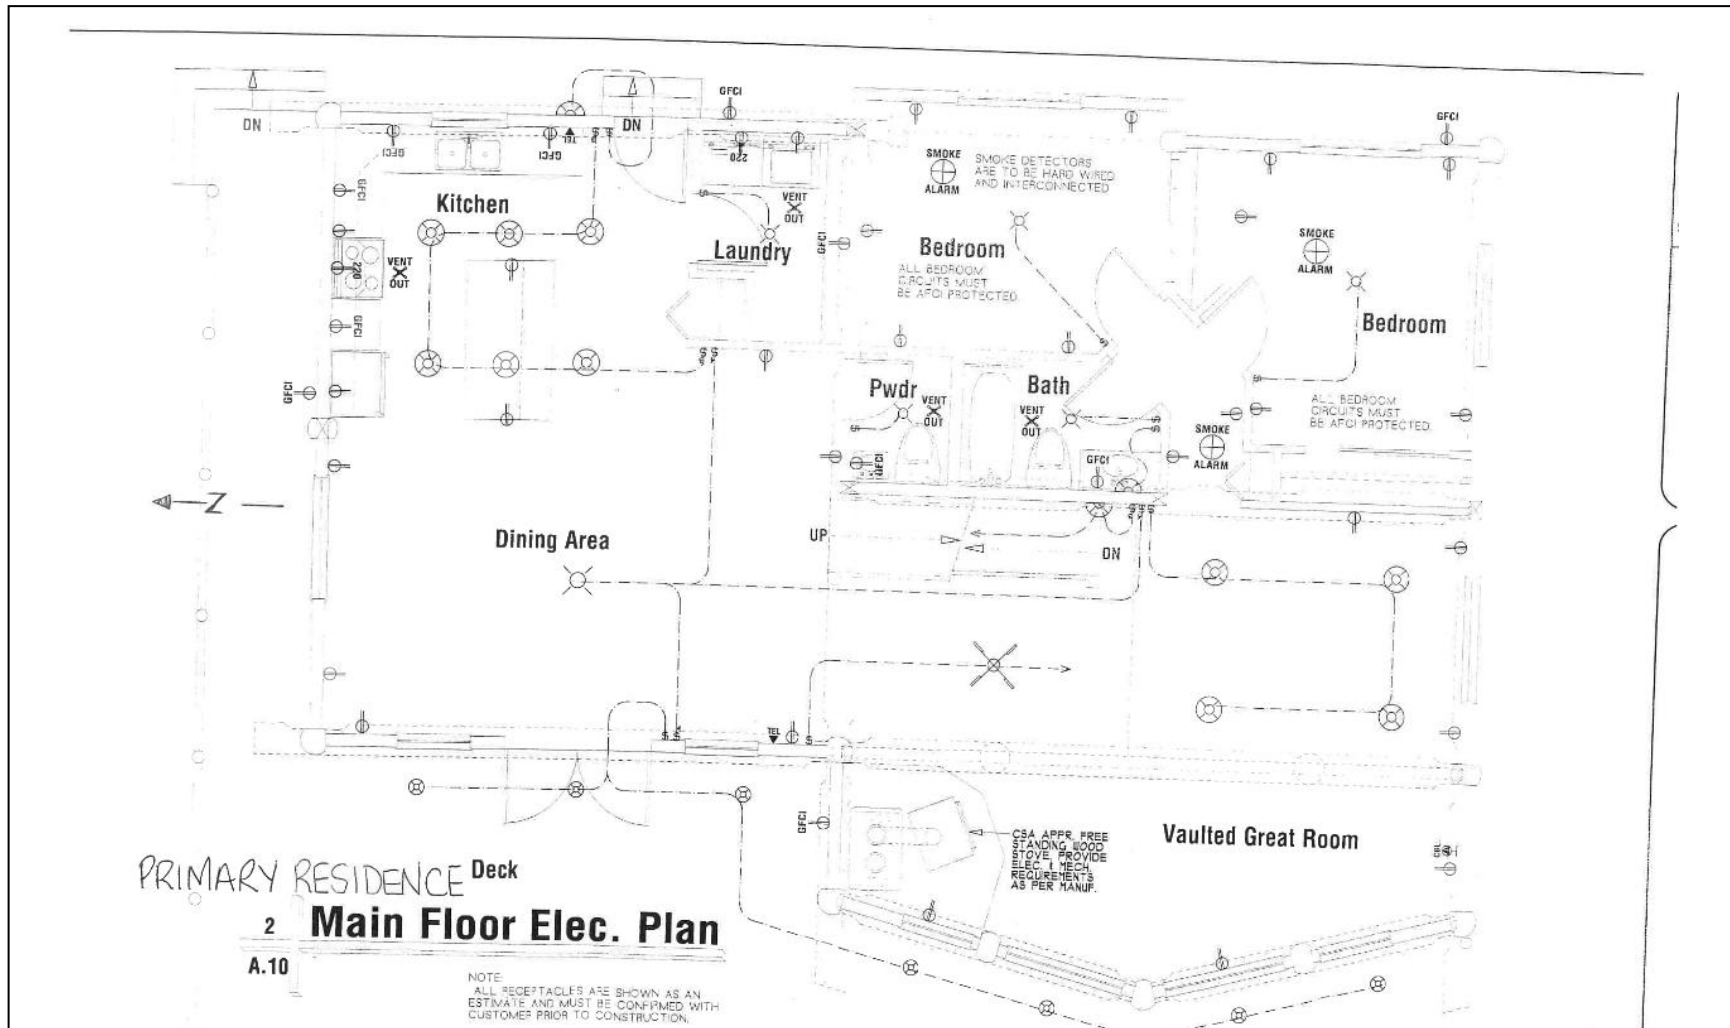 GFCI
DN
DN
TEL
GFCI
GFCI
220
GFCI
SMOKE
ALARM
SMOKE DETECTORS
ARE TO BE HARD WIRED
AND INTERCONNECTED
GFCI
Kitchen
VENT
OUT
Laundry
GFCI
Bedroom
ALL BEDROOM
CIRCUITS MUST
BE AFCI PROTECTED.
SMOKE
ALARM
220
VENT
OUT
GFCI
Bedroom
GFCI
Pwdr
VENT
OUT
Bath
VENT
OUT
ALL BEDROOM
CIRCUITS MUST
BE AFCI PROTECTED.
SMOKE
ALARM
GFCI
GFCI
Z
Dining Area
UP
DN
TEL
GFCI
CSA APPR. FREE
STANDING WOOD
STOVE, PROVIDE
ELEC. & MECH.
REQUIREMENTS
AS PER MANUF.
Vaulted Great Room
CBL
PRIMARY RESIDENCE
Deck
2
Main Floor Elec. Plan
A.10
NOTE:
ALL RECEPTACLES ARE SHOWN AS AN
ESTIMATE AND MUST BE CONFIRMED WITH
CUSTOMER PRIOR TO CONSTRUCTION.